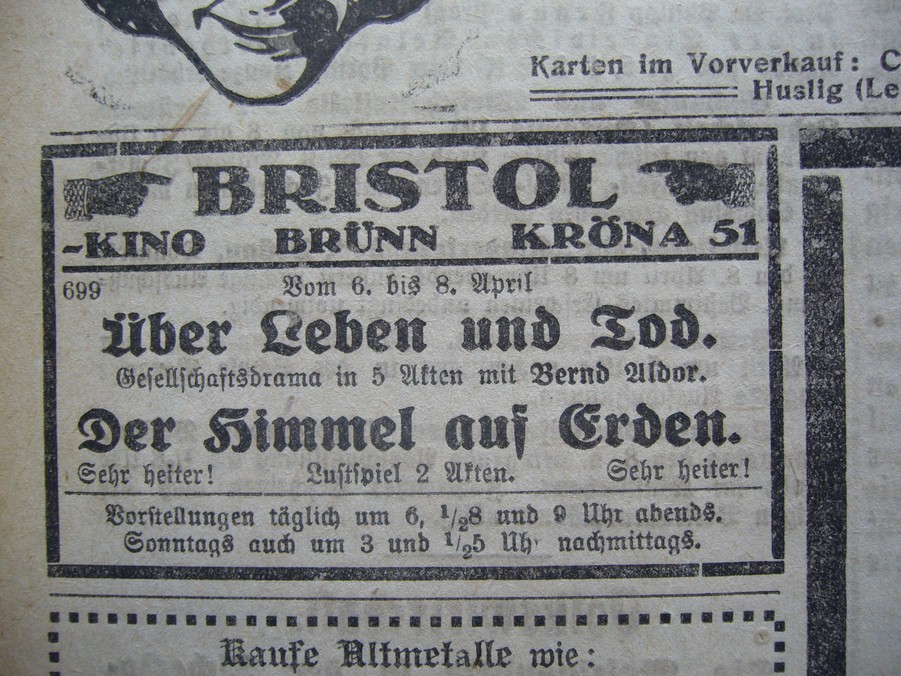 Karten im Vorverkauf: C
Huslig (Le
BRISTOL
-KINO BRÜNN KRÖNA 51
699 Vom 6. bis 8. April
Über Leben und Tod.
Gesellschaftsdrama in 5 Akten mit Bernd Aldor.
Der Himmel auf Erden.
Sehr heiter! Lustspiel 2 Akten. Sehr heiter!
Vorstellungen täglich um 6, 1/28 und 9 Uhr abends.
Sonntags auch um 3 und 1/25 Uh nachmittags.
Kaufe Altmetalle wie: